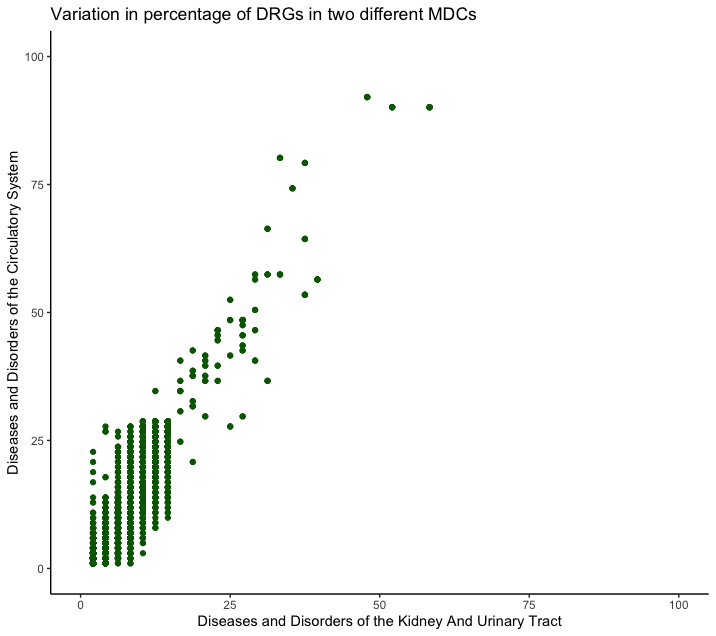 Variation in percentage of DRGs in two different MDCs
Diseases and Disorders of the Circulatory System
100
75
50
25
0
0 25 50 75 100
Diseases and Disorders of the Kidney And Urinary Tract